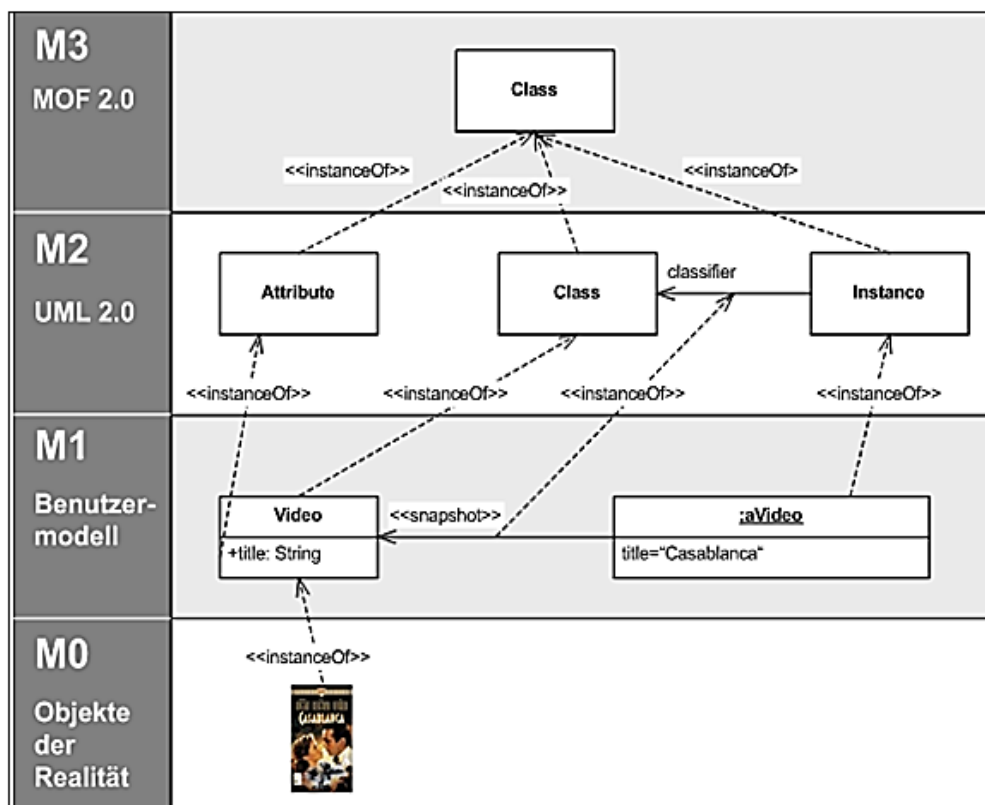 M3
MOF 2.0
Class
<<instanceOf>>
<<instanceOf>>
<<instanceOf>
M2
UML 2.0
Attribute
Class
classifier
Instance
<<instanceOf>>
<<instanceOf>>
<<instanceOf>>
<<instanceOf>>
M1
Benutzer-
modell
Video
+title: String
<<snapshot>>
:aVideo
title="Casablanca"
M0
Objekte
der
Realität
<<instanceOf>>
CASABLANCA